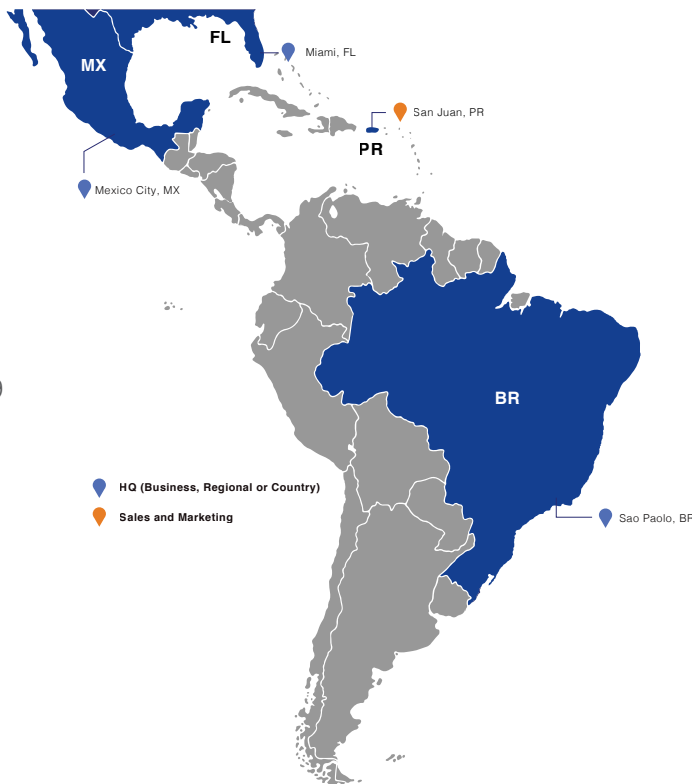 FL
Miami, FL
MX
San Juan, PR
PR
Mexico City, MX
BR
HQ (Business, Regional or Country)
Sales and Marketing
Sao Paolo, BR